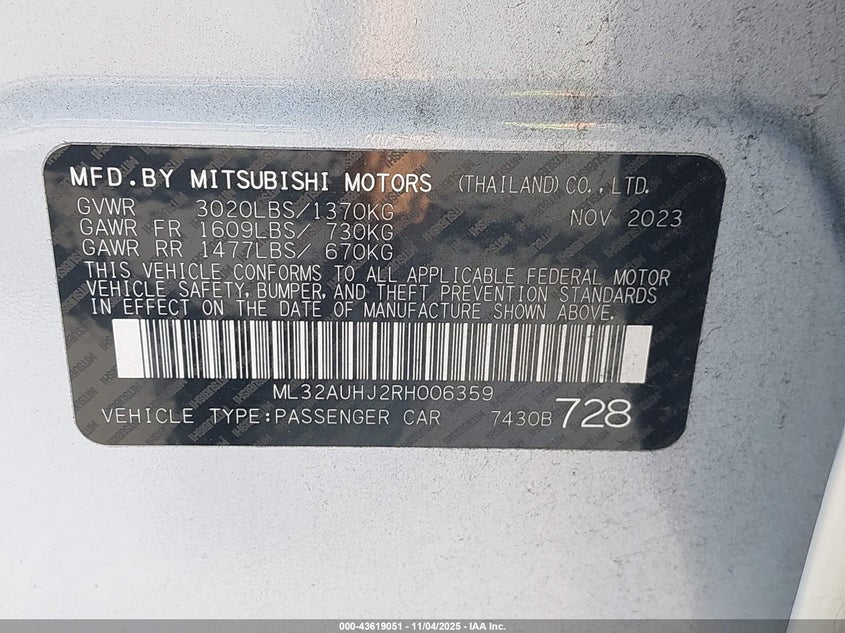 MFD.BY MITSUBISHI MOTORS (THAILAND)CO.,LTD.
GVWR 3020LBS/1370KG NOV 2023
GAWR FR 1609LBS/ 730KG
GAWR RR 1477LBS/ 670KG
THIS VEHICLE CONFORMS TO ALL APPLICABLE FEDERAL MOTOR
VEHICLE SAFETY, BUMPER, AND THEFT PREVENTION STANDARDS
IN EFFECT ON THE DATE OF MANUFACTURE SHOWN ABOVE.
ML32AUHJ2RH006359
VEHICLE TYPE:PASSENGER CAR 7430B 728
000-43619051 - 11/04/2025 - IAA Inc.